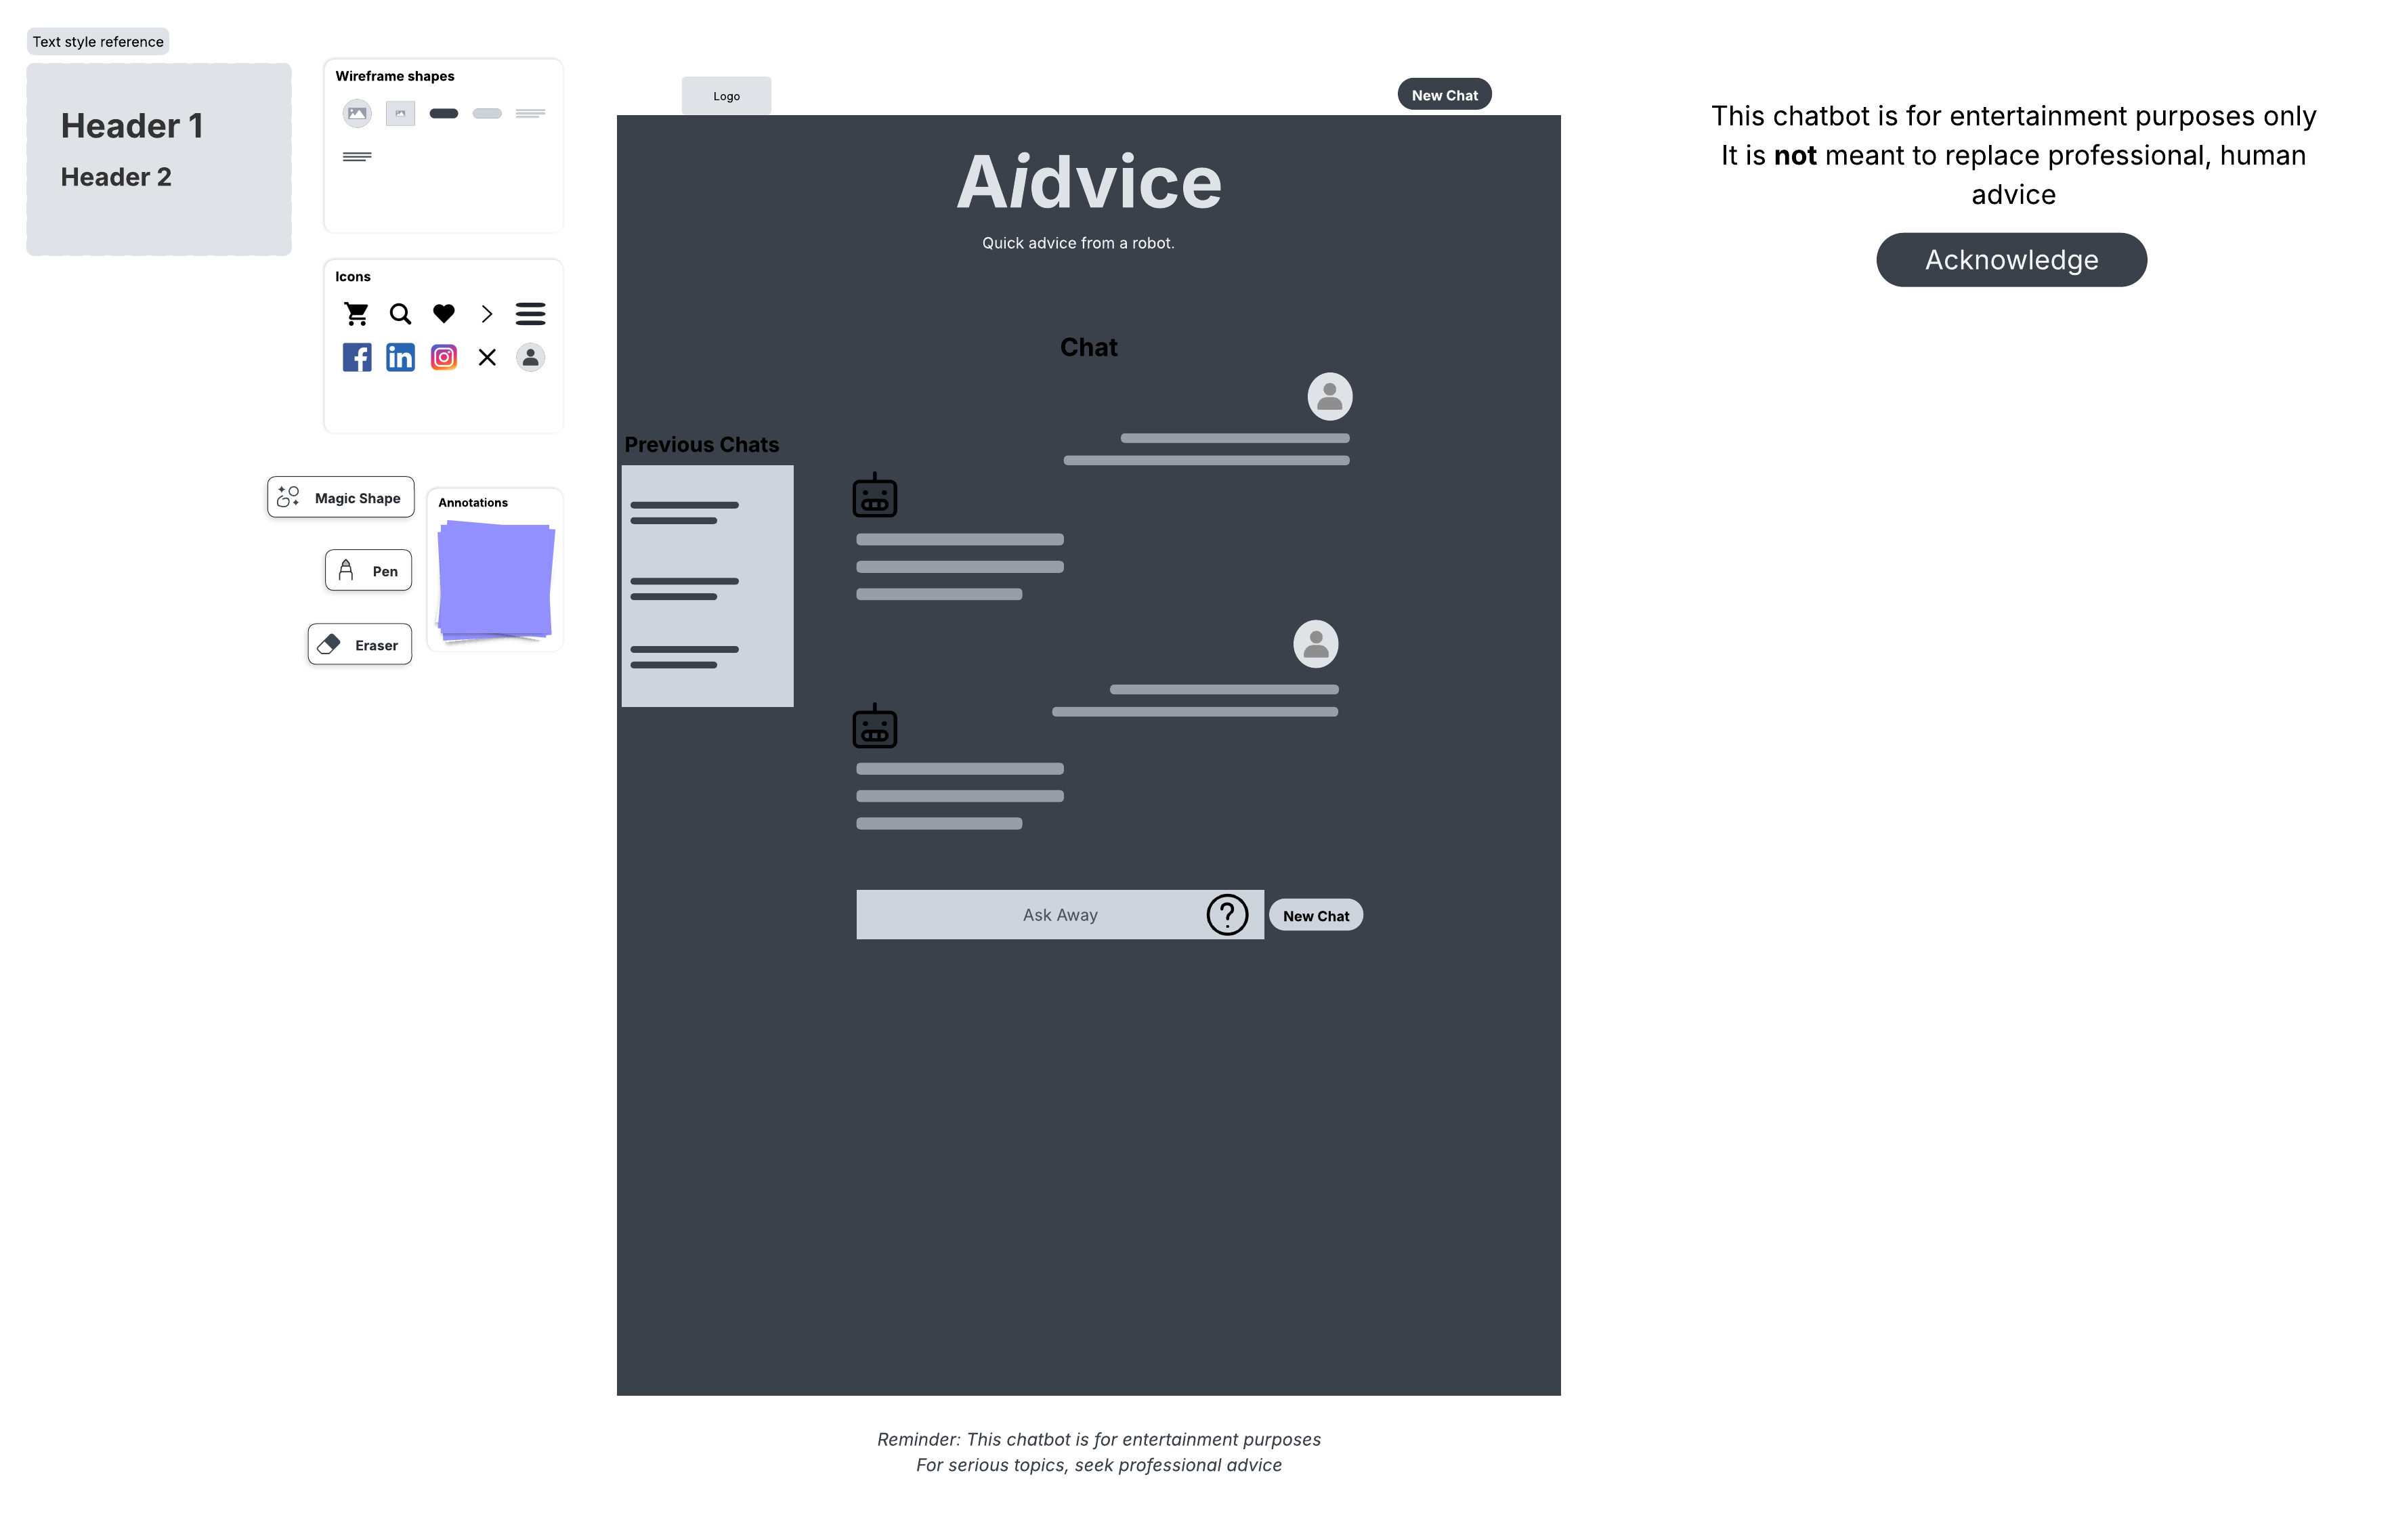 Text style reference
Header 1
Header 2
Wireframe shapes
Icons
Magic Shape
Pen
Eraser
Annotations
Logo
New Chat
Aidvice
Quick advice from a robot.
Chat
Previous Chats
Ask Away
New Chat
Reminder: This chatbot is for entertainment purposes
For serious topics, seek professional advice
This chatbot is for entertainment purposes only
It is not meant to replace professional, human
advice
Acknowledge